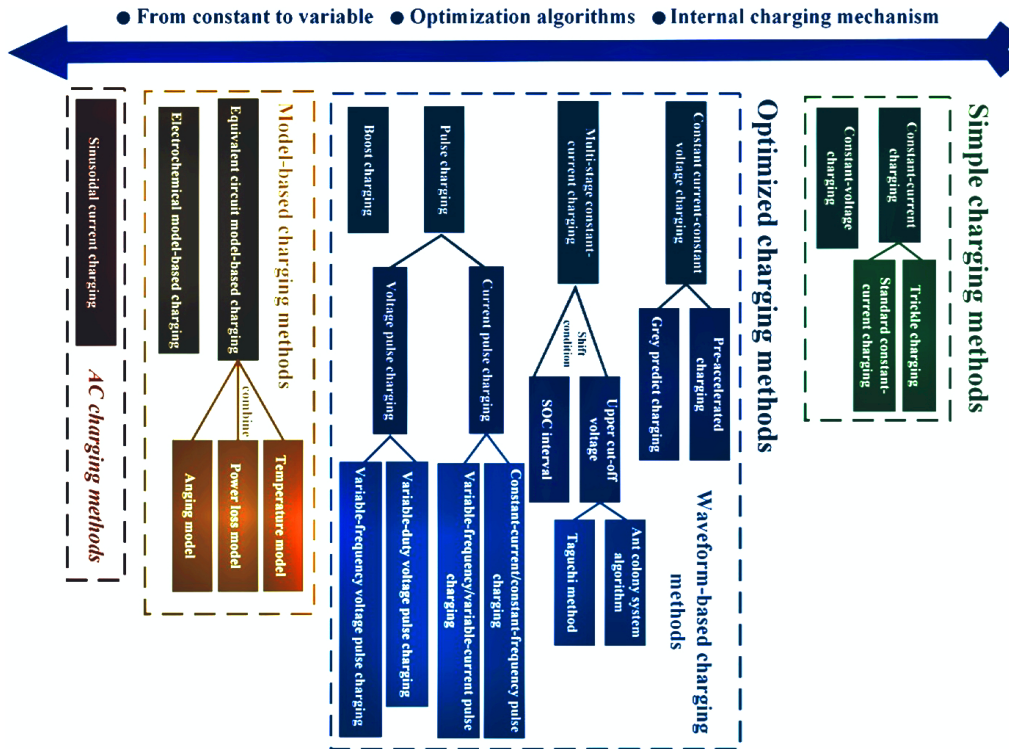 ● From constant to variable ● Optimization algorithms ● Internal charging mechanism
Simple charging methods
Constant-current
charging
Constant-voltage
charging
Trickle charging
Standard constant-
current charging
Optimized charging methods
Waveform-based charging
methods
Constant current-constant
voltage charging
Pre-accelerated
charging
Grey predict charging
Multi-stage constant-
current charging
Shift
condition
Upper cut-off
voltage
SOC interval
Ant colony system
algorithm
Taguchi method
Pulse charging
Boost charging
Current pulse charging
Voltage pulse charging
Constant-current/constant-frequency pulse
charging
Variable-frequency/variable-current pulse
charging
Variable-duty voltage pulse charging
Variable-frequency voltage pulse charging
Model-based charging methods
Equivalent circuit model-based charging
Electrochemical model-based charging
combine
Temperature model
Power loss model
Anging model
AC charging methods
Sinusoidal current charging